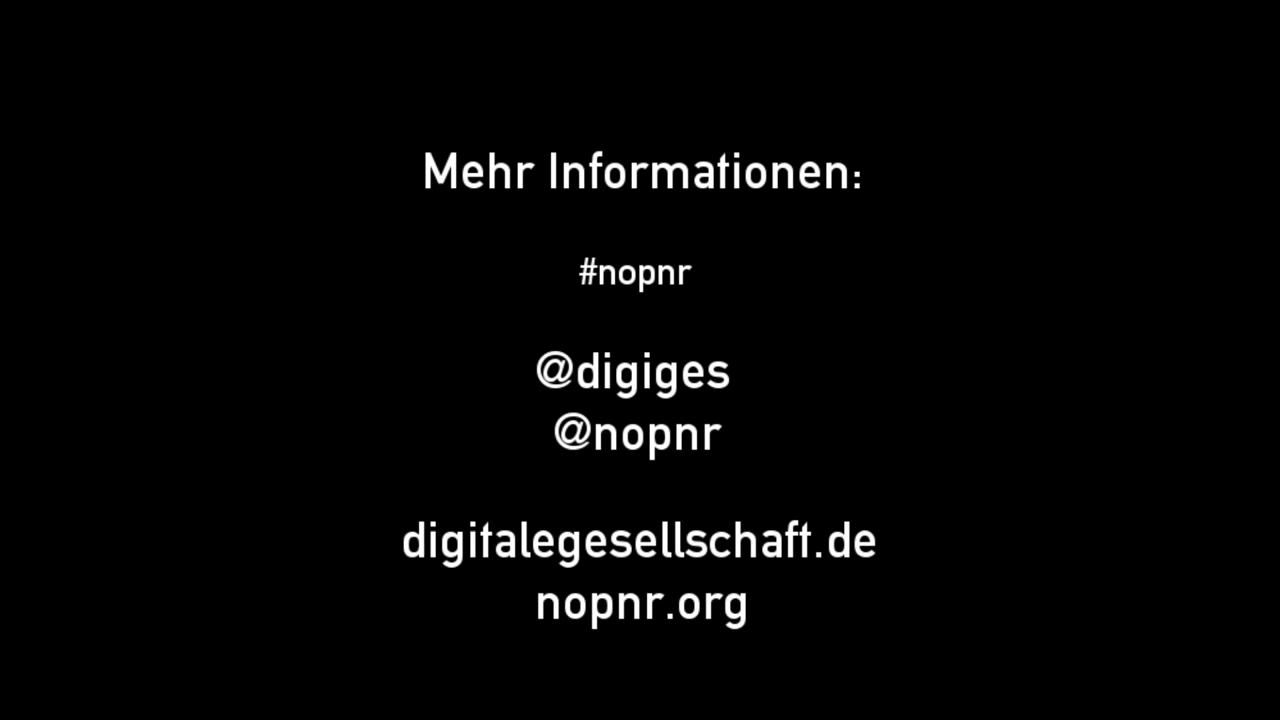 Mehr Informationen:
#nopnr
@digiges
@nopnr
digitalegesellschaft.de
nopnr.org